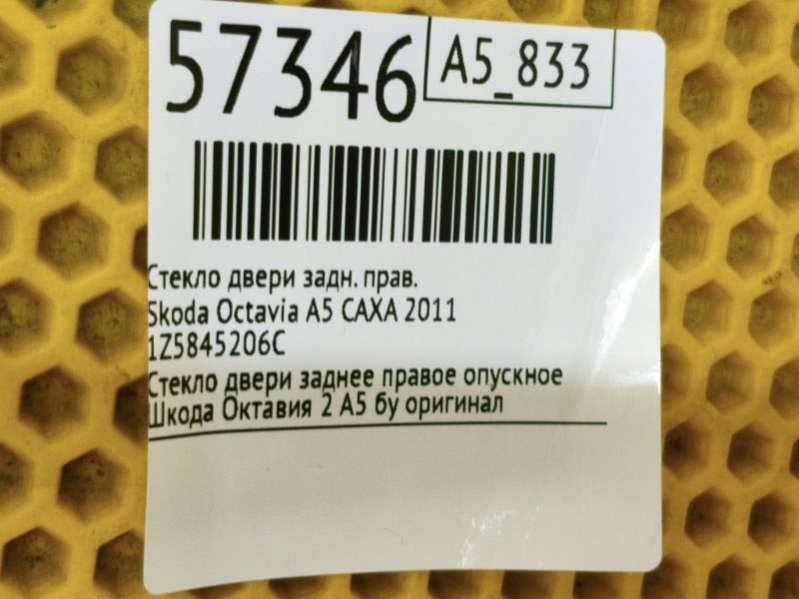 57346
A5_833
Стекло двери задн. прав.
Skoda Octavia A5 CAXA 2011
1Z5845206C
Стекло двери заднее правое опускное
Шкода Октавия 2 А5 бу оригинал